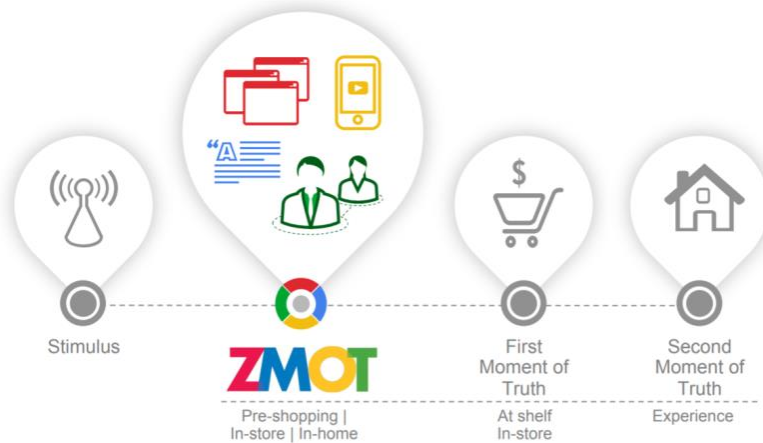 “A
$
Stimulus
ZMOT
Pre-shopping |
In-store | In-home
First
Moment of
Truth
At shelf
In-store
Second
Moment of
Truth
Experience